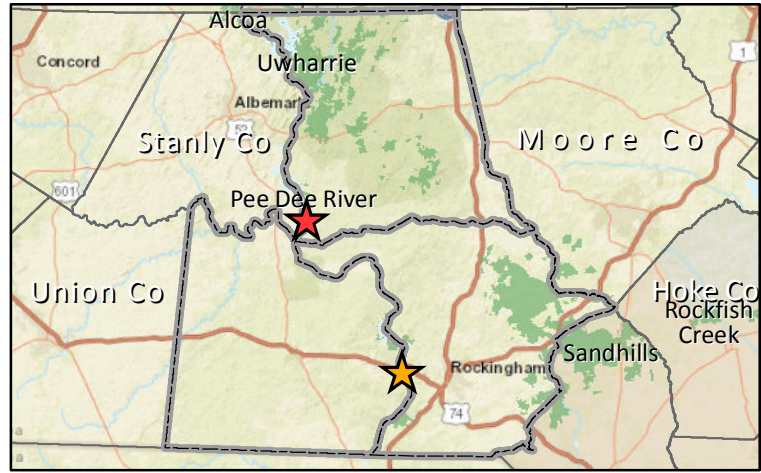 Alcoa
Concord
Uwharrie
1
Albemar
52
Stanly Co
Moore Co
601
Pee Dee River
Union Co
Hoke Co
Rockfish
Creek
Sandhills
Rockingham
74
a
a